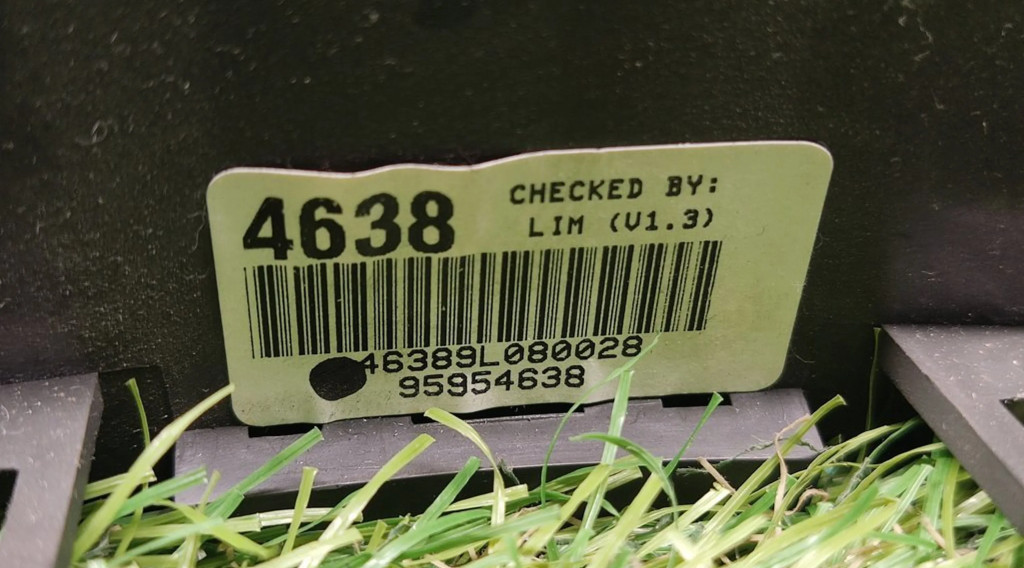 4638
CHECKED BY:
LIM (V1.3)
46389L080028
95954638